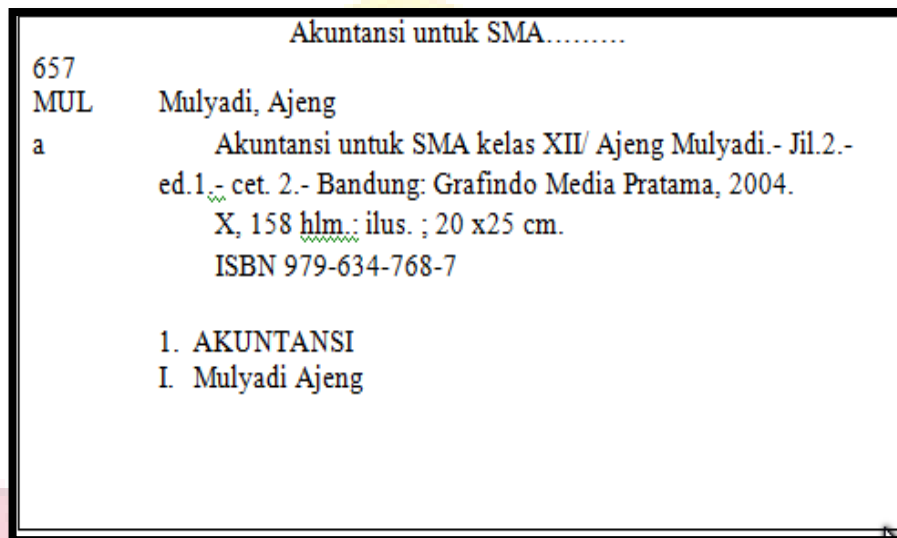 Akuntansi untuk SMA.........
657
MUL Mulyadi, Ajeng
a Akuntansi untuk SMA kelas XII/ Ajeng Mulyadi.- Jil.2.-
ed.1.- cet. 2.- Bandung: Grafindo Media Pratama, 2004.
X, 158 hlm.: ilus. ; 20 x25 cm.
ISBN 979-634-768-7
1. AKUNTANSI
I. Mulyadi Ajeng